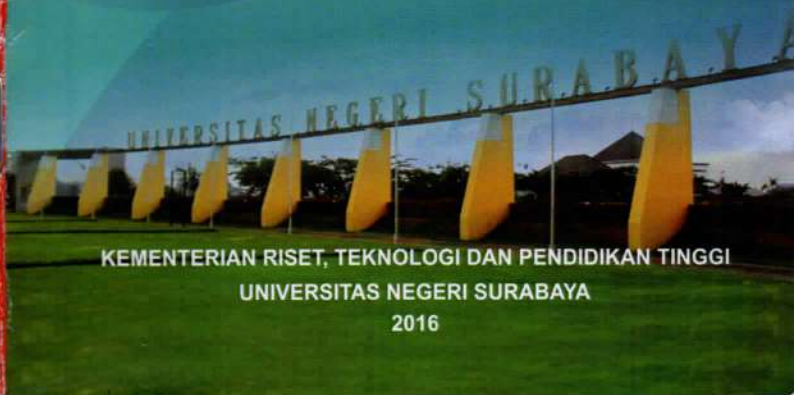 UNIVERSITAS NEGERI SURABAYA
KEMENTERIAN RISET, TEKNOLOGI DAN PENDIDIKAN TINGGI
UNIVERSITAS NEGERI SURABAYA
2016